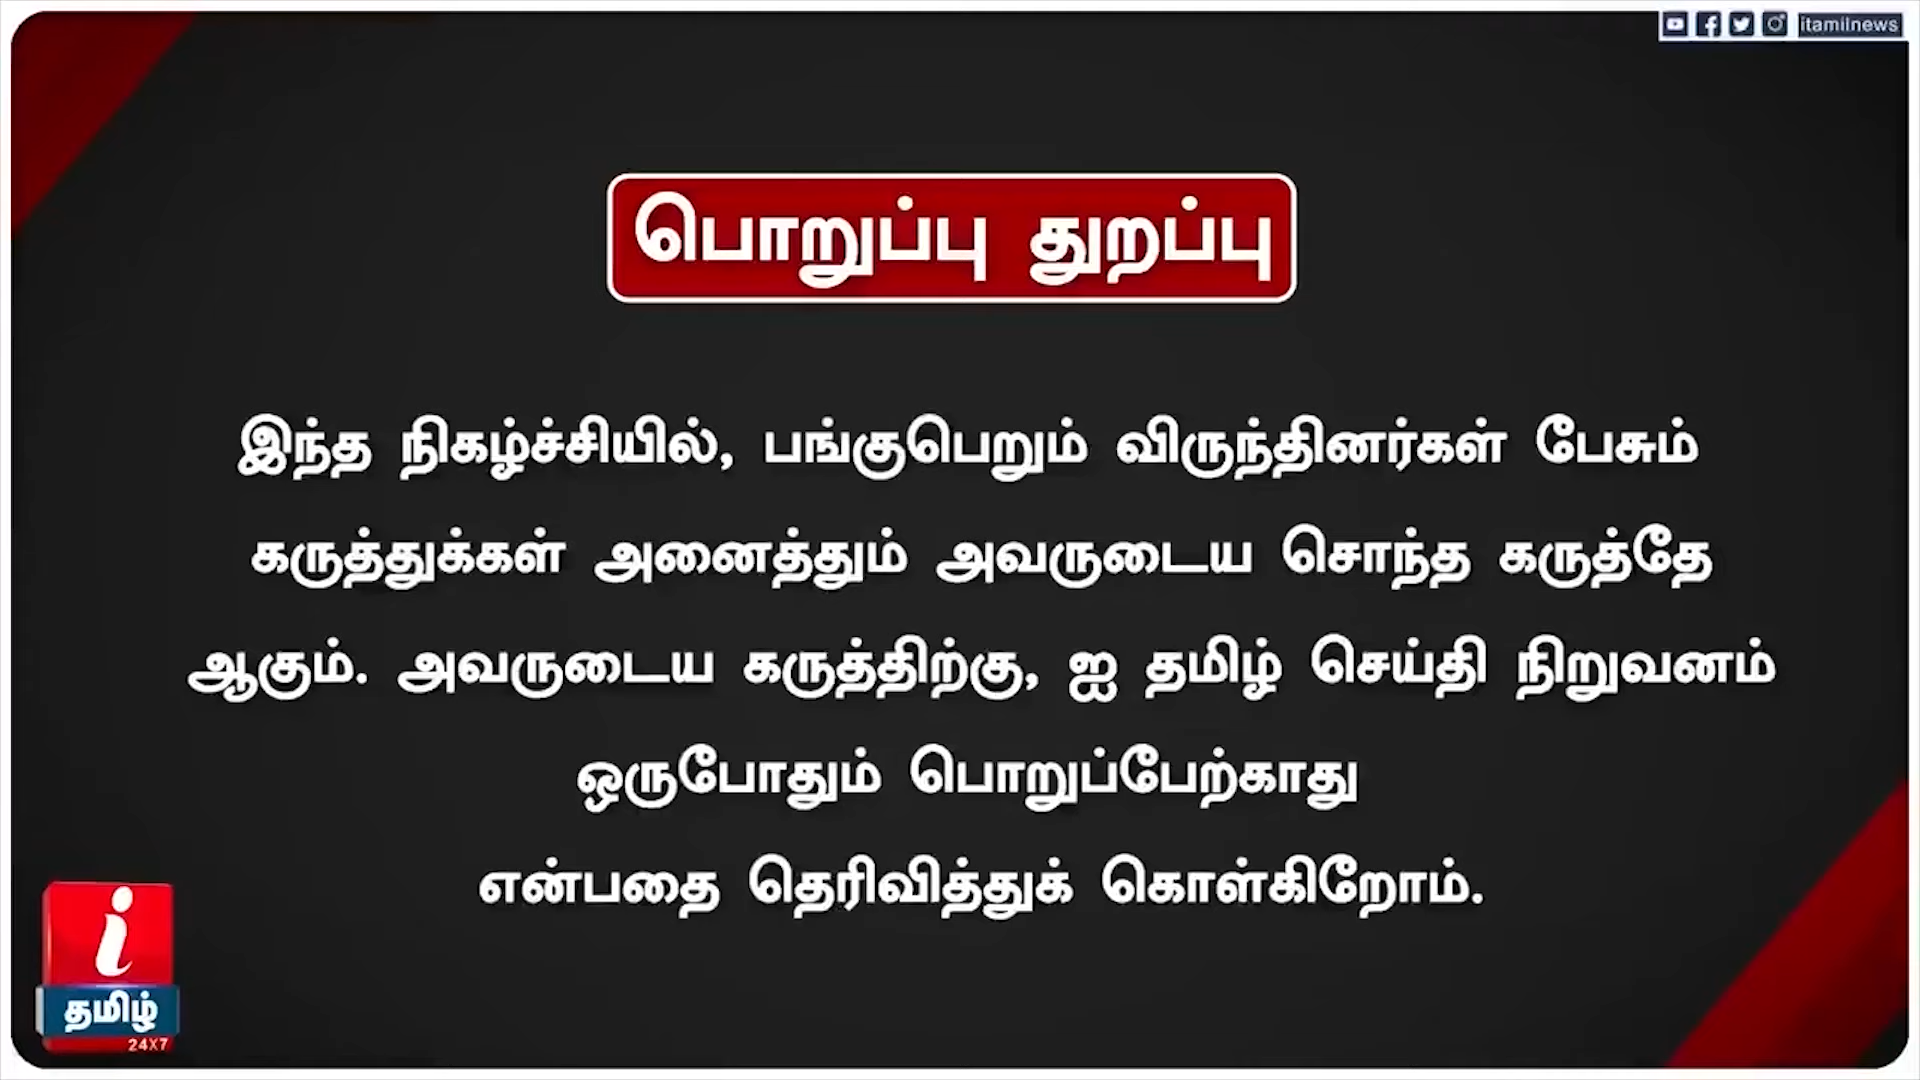 itamilnews
பொறுப்பு துறப்பு
இந்த நிகழ்ச்சியில், பங்குபெறும் விருந்தினர்கள் பேசும்
கருத்துக்கள் அனைத்தும் அவருடைய சொந்த கருத்தே
ஆகும். அவருடைய கருத்திற்கு, ஐ தமிழ் செய்தி நிறுவனம்
ஒருபோதும் பொறுப்பேற்காது
என்பதை தெரிவித்துக் கொள்கிறோம்.
i
தமிழ்
24X7